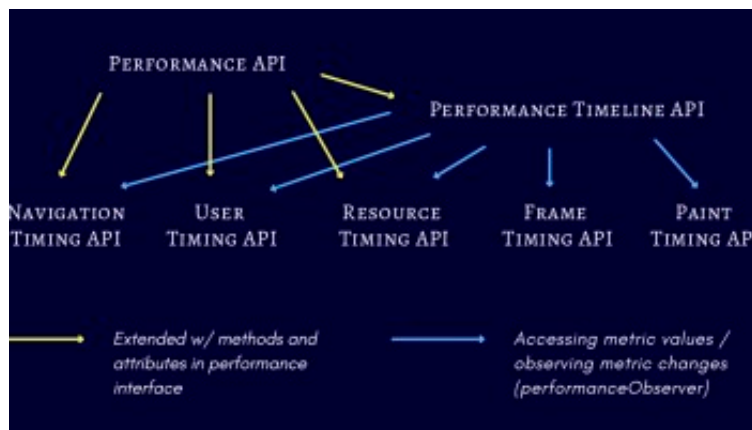 PERFORMANCE API
PERFORMANCE TIMELINE API
NAVIGATION
TIMING API
USER
TIMING API
RESOURCE
TIMING API
FRAME
TIMING API
PAINT
TIMING AP
Extended w/ methods and
attributes in performance
interface
Accessing metric values /
observing metric changes
(performanceObserver)